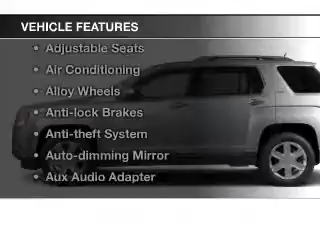 VEHICLE FEATURES
• Adjustable Seats
• Air Conditioning
• Alloy Wheels
• Anti-lock Brakes
• Anti-theft System
• Auto-dimming Mirror
• Aux Audio Adapter